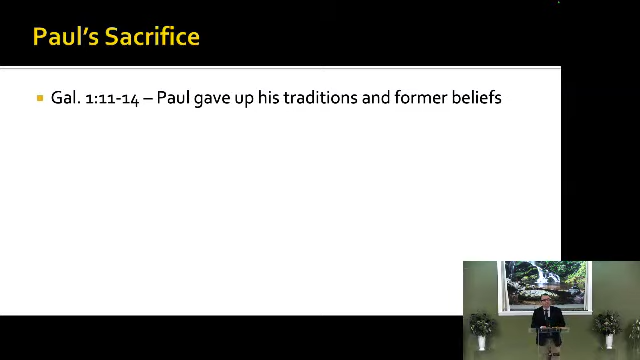 Paul’s Sacrifice
Gal. 1:11-14 – Paul gave up his traditions and former beliefs